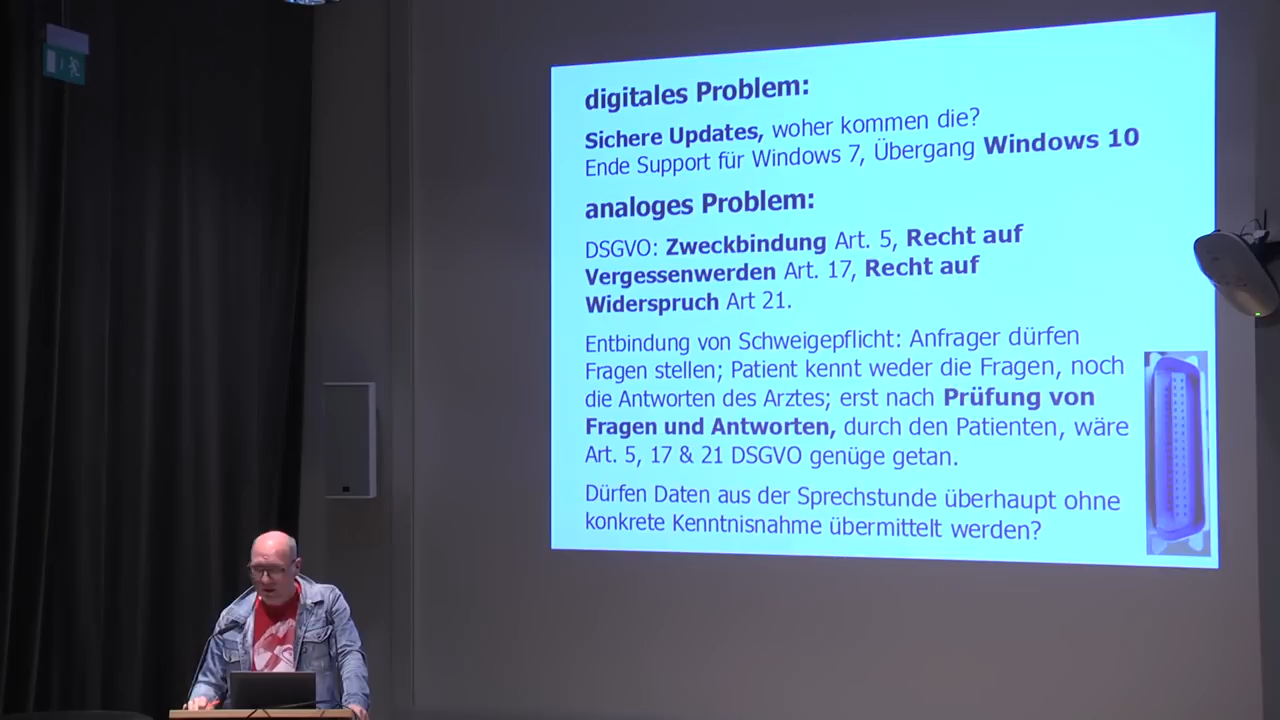 digitales Problem:
Sichere Updates, woher kommen die?
Ende Support für Windows 7, Übergang Windows 10
analoges Problem:
DSGVO: Zweckbindung Art. 5, Recht auf
Vergessenwerden Art. 17, Recht auf
Widerspruch Art 21.
Entbindung von Schweigepflicht: Anfrager dürfen
Fragen stellen; Patient kennt weder die Fragen, noch
die Antworten des Arztes; erst nach Prüfung von
Fragen und Antworten, durch den Patienten, wäre
Art. 5, 17 & 21 DSGVO genüge getan.
Dürfen Daten aus der Sprechstunde überhaupt ohne
konkrete Kenntnisnahme übermittelt werden?